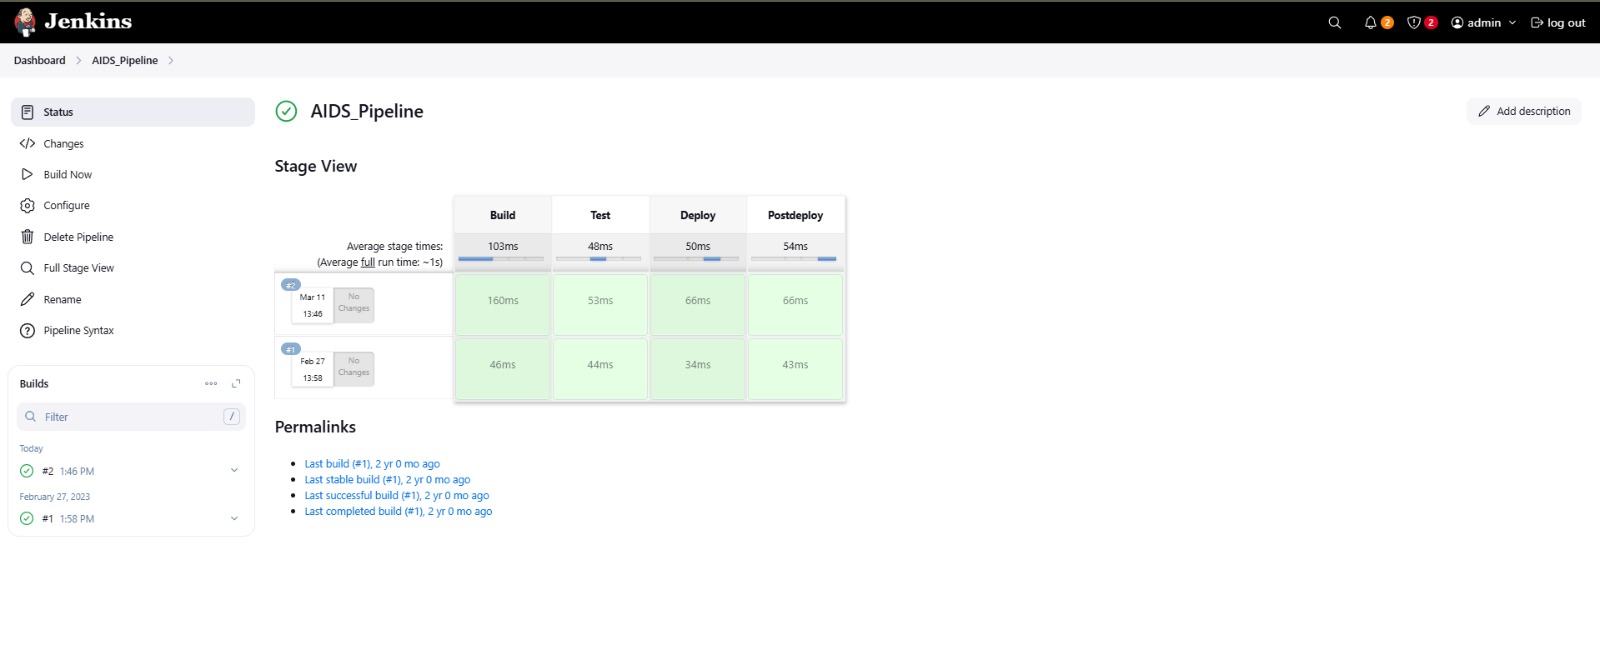 Jenkins
2
2
admin
log out
Dashboard
AIDS_Pipeline
Status
Changes
Build Now
Configure
Delete Pipeline
Full Stage View
Rename
Pipeline Syntax
Builds
Filter
/
Today
#2 1:46 PM
February 27, 2023
#1 1:58 PM
AIDS_Pipeline
Add description
Stage View
Build Test Deploy Postdeploy
Average stage times: 103ms 48ms 50ms 54ms
(Average full run time: ~1s)
#2
Mar 11
13:46
No
Changes
160ms 53ms 66ms 66ms
#1
Feb 27
13:58
No
Changes
46ms 44ms 34ms 43ms
Permalinks
Last build (#1), 2 yr 0 mo ago
Last stable build (#1), 2 yr 0 mo ago
Last successful build (#1), 2 yr 0 mo ago
Last completed build (#1), 2 yr 0 mo ago